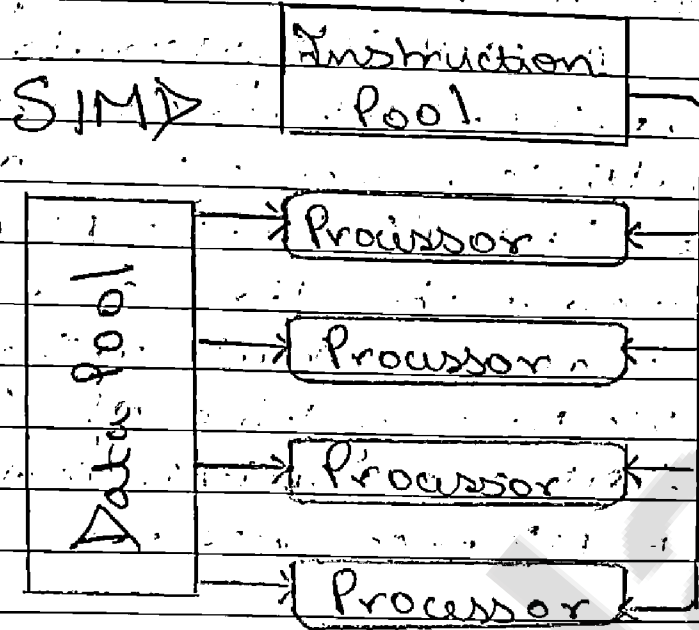 Instruction
Pool
SIMD
Processor
Processor
Processor
Processor
Data Pool